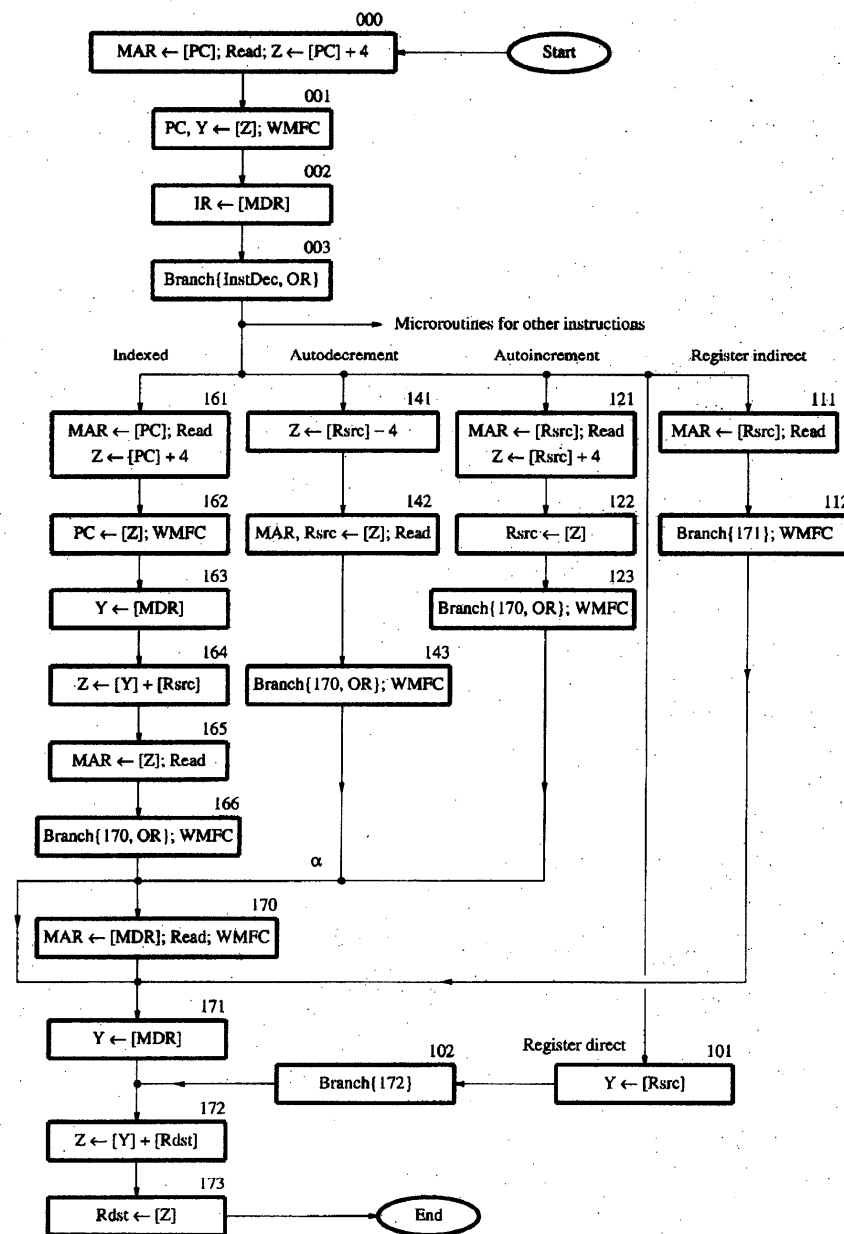 000
MAR ← [PC]; Read; Z ← [PC] + 4
Start
001
PC, Y ← [Z]; WMFC
002
IR ← [MDR]
003
Branch{InstDec, OR}
Microroutines for other instructions
Indexed
Autodecrement
Autoincrement
Register indirect
161
MAR ← [PC]; Read
Z ← [PC] + 4
141
Z ← [Rsrc] − 4
121
MAR ← [Rsrc]; Read
Z ← [Rsrc] + 4
111
MAR ← [Rsrc]; Read
162
PC ← [Z]; WMFC
142
MAR, Rsrc ← [Z]; Read
122
Rsrc ← [Z]
112
Branch{171}; WMFC
163
Y ← [MDR]
123
Branch{170, OR}; WMFC
164
Z ← [Y] + [Rsrc]
143
Branch{170, OR}; WMFC
165
MAR ← [Z]; Read
166
Branch{170, OR}; WMFC
α
170
MAR ← [MDR]; Read; WMFC
171
Y ← [MDR]
Register direct
102
Branch{172}
101
Y ← [Rsrc]
172
Z ← [Y] + [Rdst]
173
Rdst ← [Z]
End